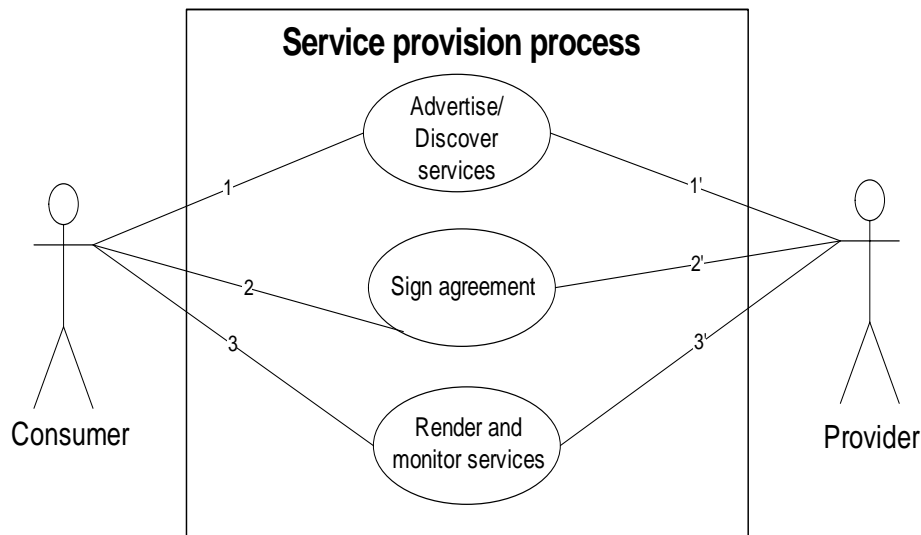 Service provision process
Advertise/
Discover
services
1
1'
Sign agreement
2
2'
3
3'
Render and
monitor services
Consumer
Provider